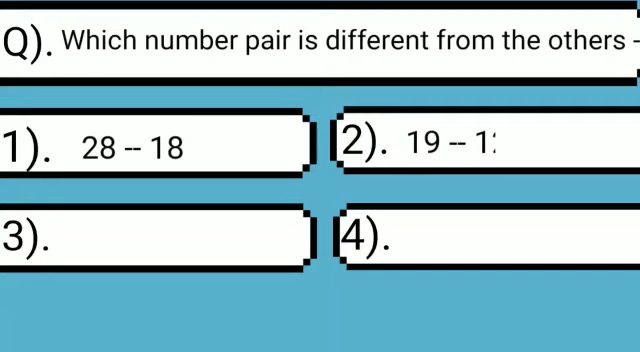 Q). Which number pair is different from the others -
1). 28 -- 18
2). 19 -- 1
3).
4).